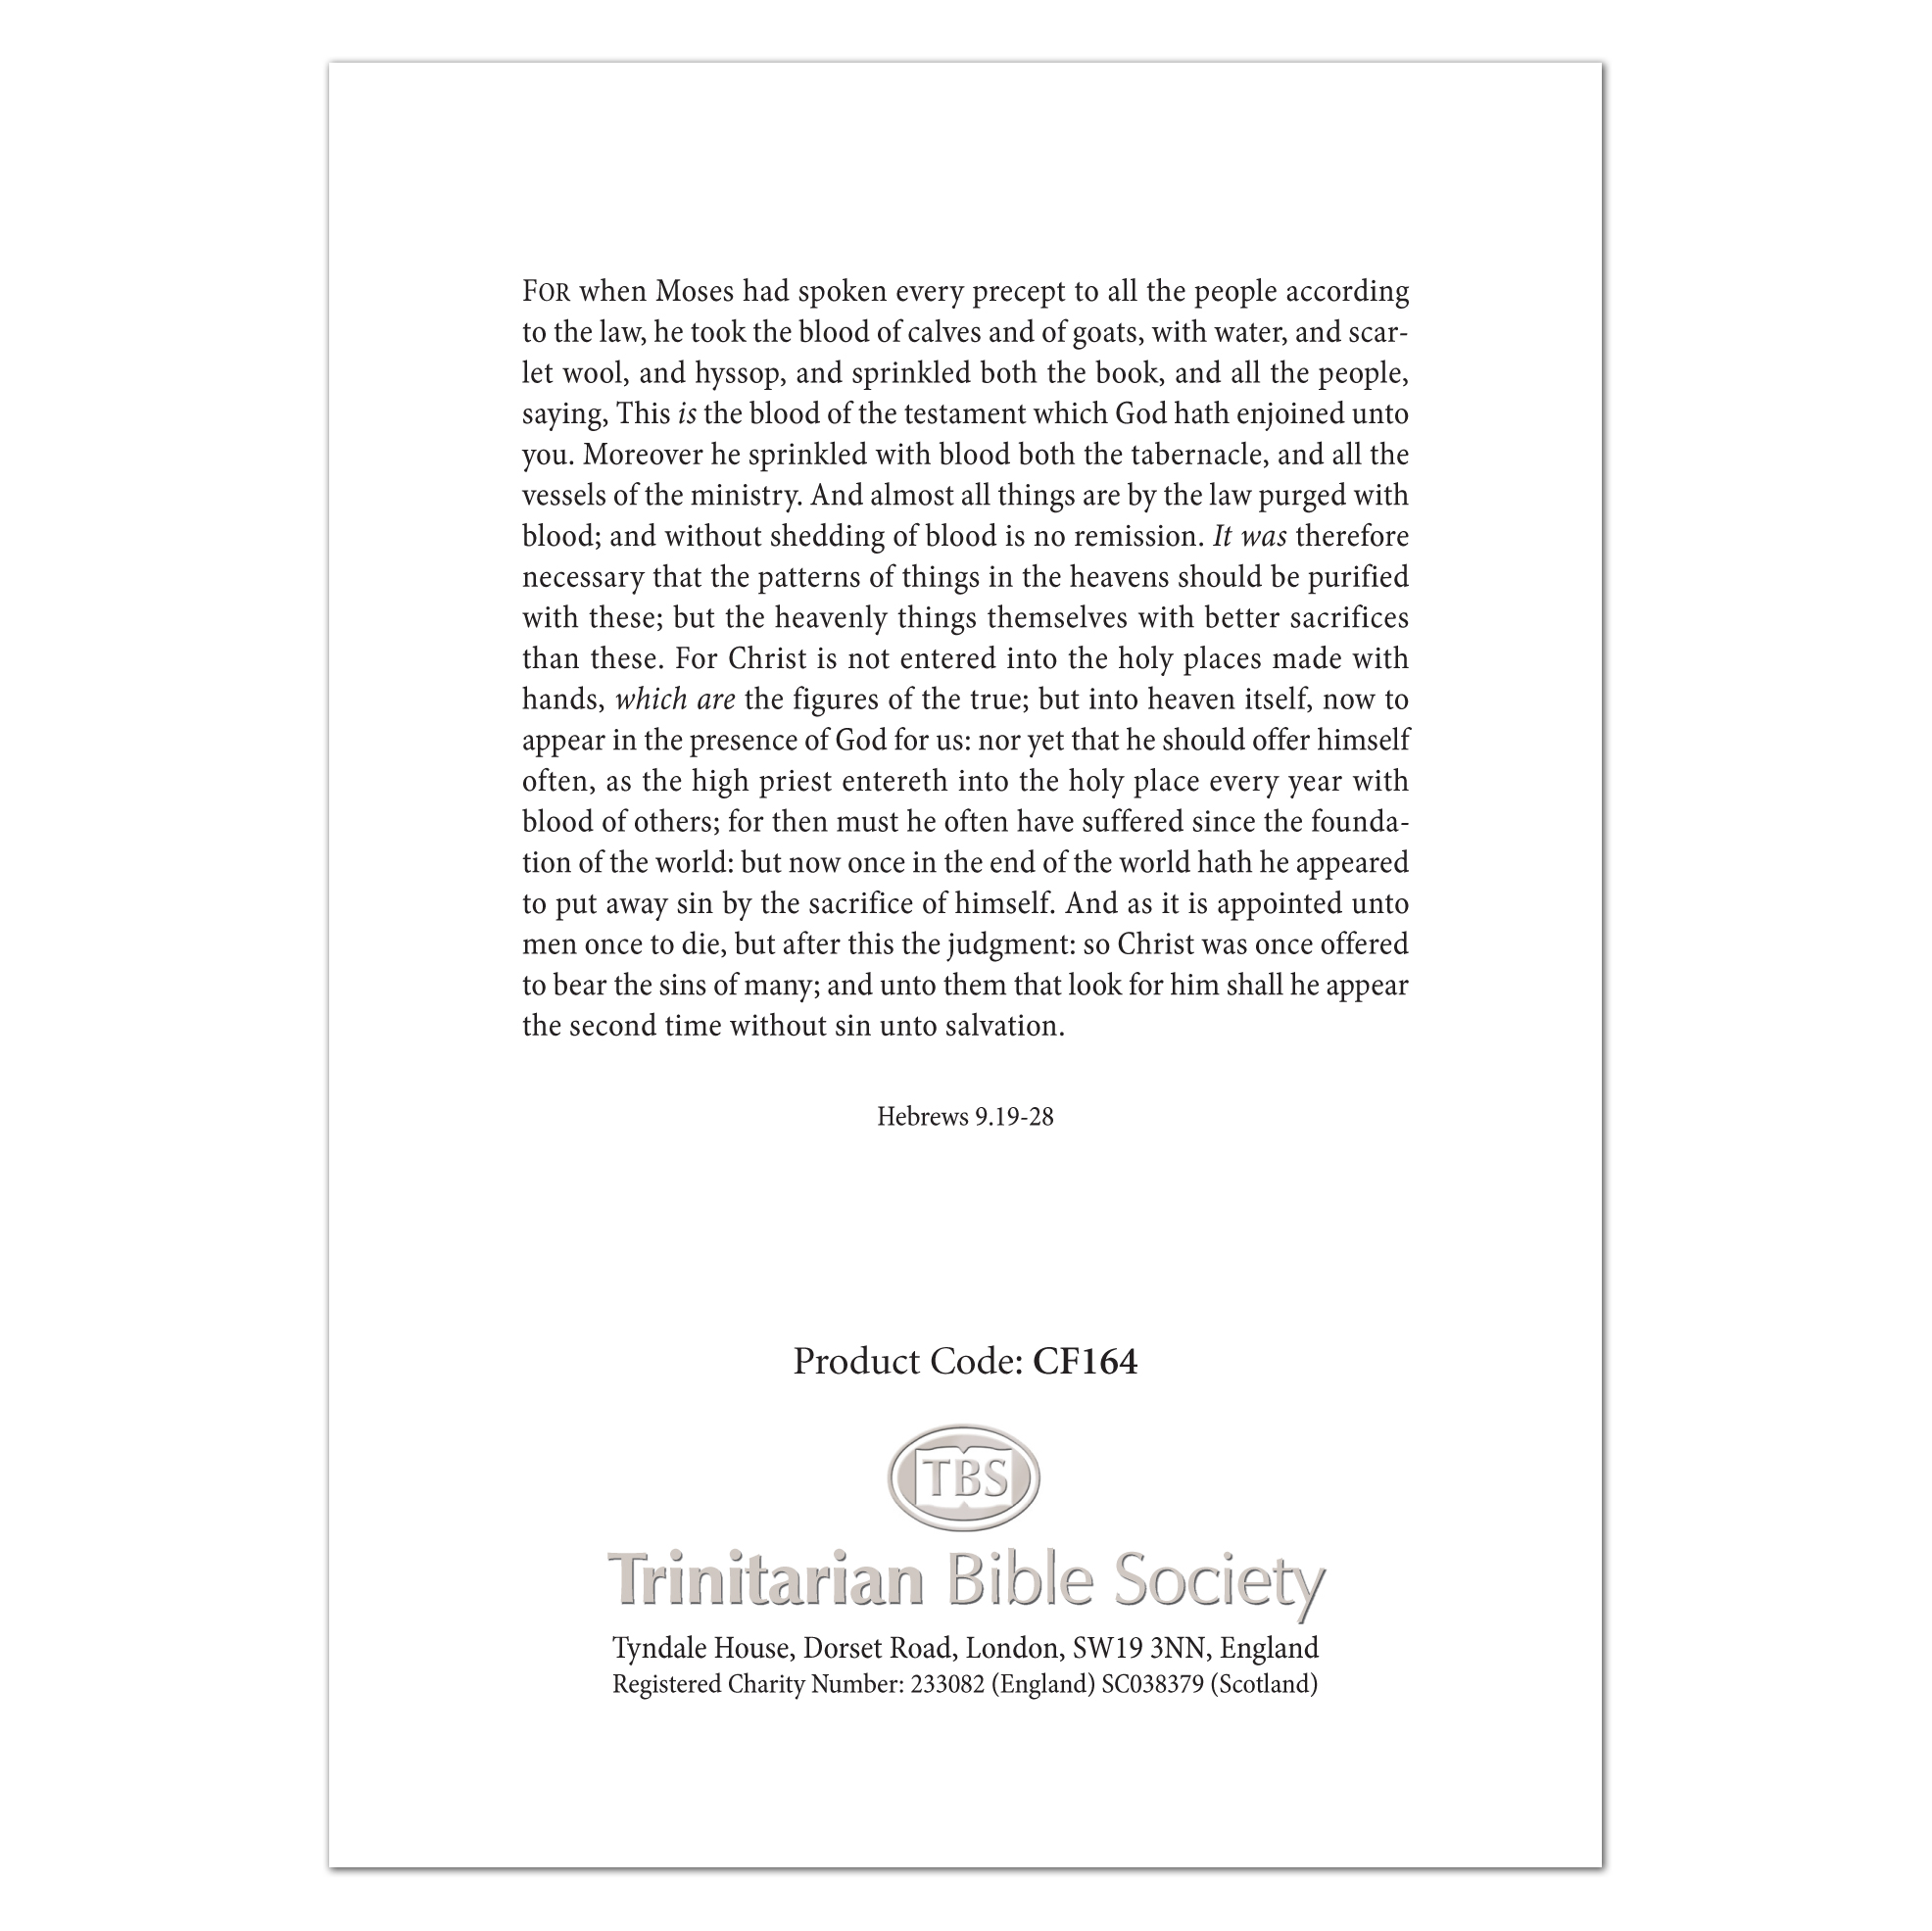 FOR when Moses had spoken every precept to all the people according
to the law, he took the blood of calves and of goats, with water, and scar-
let wool, and hyssop, and sprinkled both the book, and all the people,
saying, This is the blood of the testament which God hath enjoined unto
you. Moreover he sprinkled with blood both the tabernacle, and all the
vessels of the ministry. And almost all things are by the law purged with
blood; and without shedding of blood is no remission. It was therefore
necessary that the patterns of things in the heavens should be purified
with these; but the heavenly things themselves with better sacrifices
than these. For Christ is not entered into the holy places made with
hands, which are the figures of the true; but into heaven itself, now to
appear in the presence of God for us: nor yet that he should offer himself
often, as the high priest entereth into the holy place every year with
blood of others; for then must he often have suffered since the founda-
tion of the world: but now once in the end of the world hath he appeared
to put away sin by the sacrifice of himself. And as it is appointed unto
men once to die, but after this the judgment: so Christ was once offered
to bear the sins of many; and unto them that look for him shall he appear
the second time without sin unto salvation.
Hebrews 9.19-28
Product Code: CF164
TBS
Trinitarian Bible Society
Tyndale House, Dorset Road, London, SW19 3NN, England
Registered Charity Number: 233082 (England) SC038379 (Scotland)